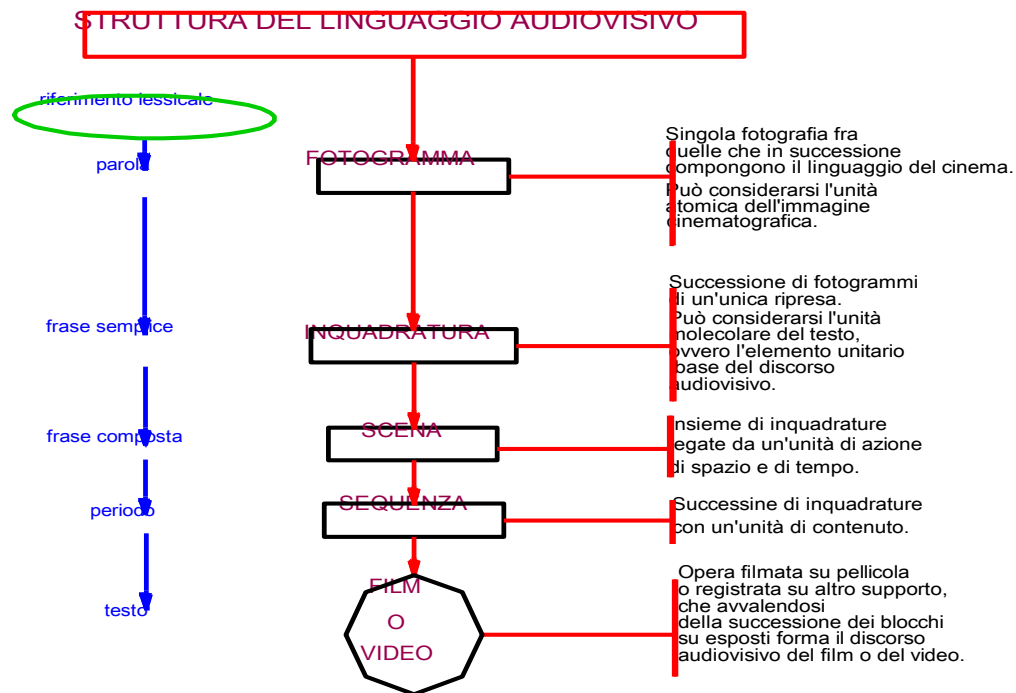 STRUTTURA DEL LINGUAGGIO AUDIOVISIVO
riferimento lessicale
parola
FOTOGRAMMA
Singola fotografia fra
quelle che in successione
compongono il linguaggio del cinema.
Può considerarsi l'unità
atomica dell'immagine
cinematografica.
frase semplice
INQUADRATURA
Successione di fotogrammi
di un'unica ripresa.
Può considerarsi l'unità
molecolare del testo,
ovvero l'elemento unitario
base del discorso
audiovisivo.
frase composta
SCENA
Insieme di inquadrature
legate da un'unità di azione
di spazio e di tempo.
periodo
SEQUENZA
Successine di inquadrature
con un'unità di contenuto.
testo
FILM
O
VIDEO
Opera filmata su pellicola
o registrata su altro supporto,
che avvalendosi
della successione dei blocchi
su esposti forma il discorso
audiovisivo del film o del video.